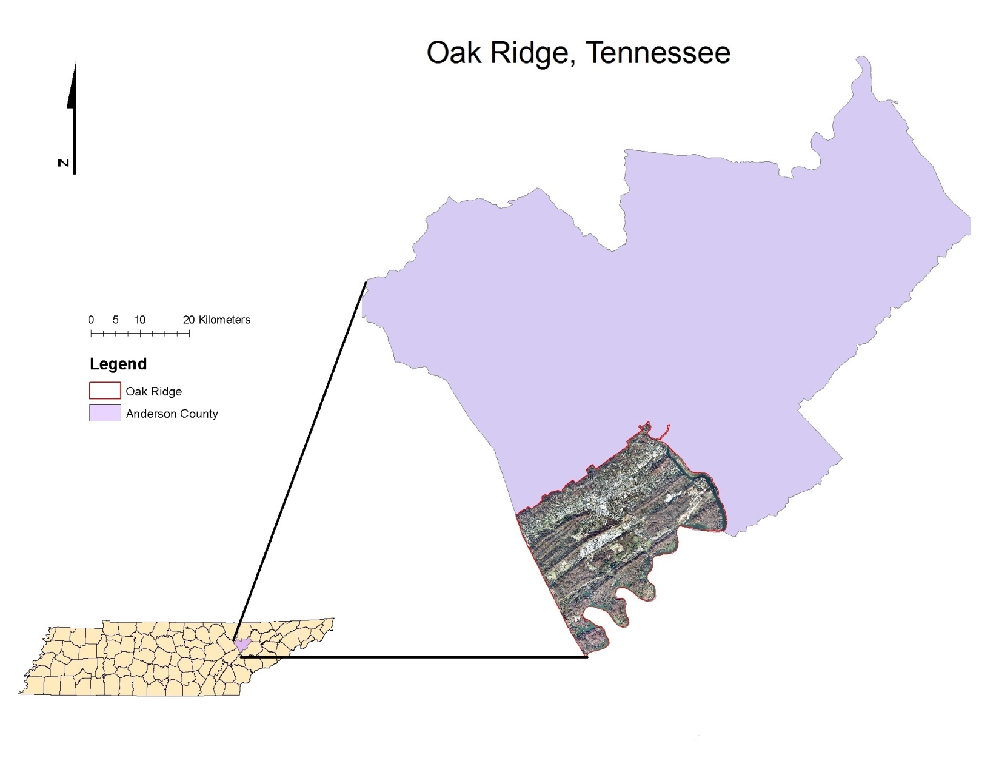 Oak Ridge, Tennessee
N
0 5 10 20 Kilometers
Legend
Oak Ridge
Anderson County